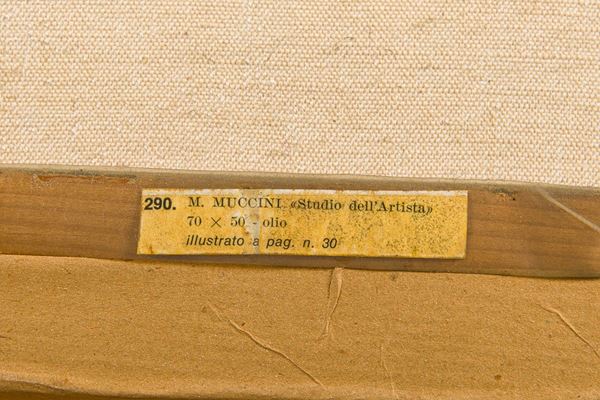 290. M. MUCCINI. «Studio dell'Artista»
70 × 50 - olio
illustrato a pag. n. 30